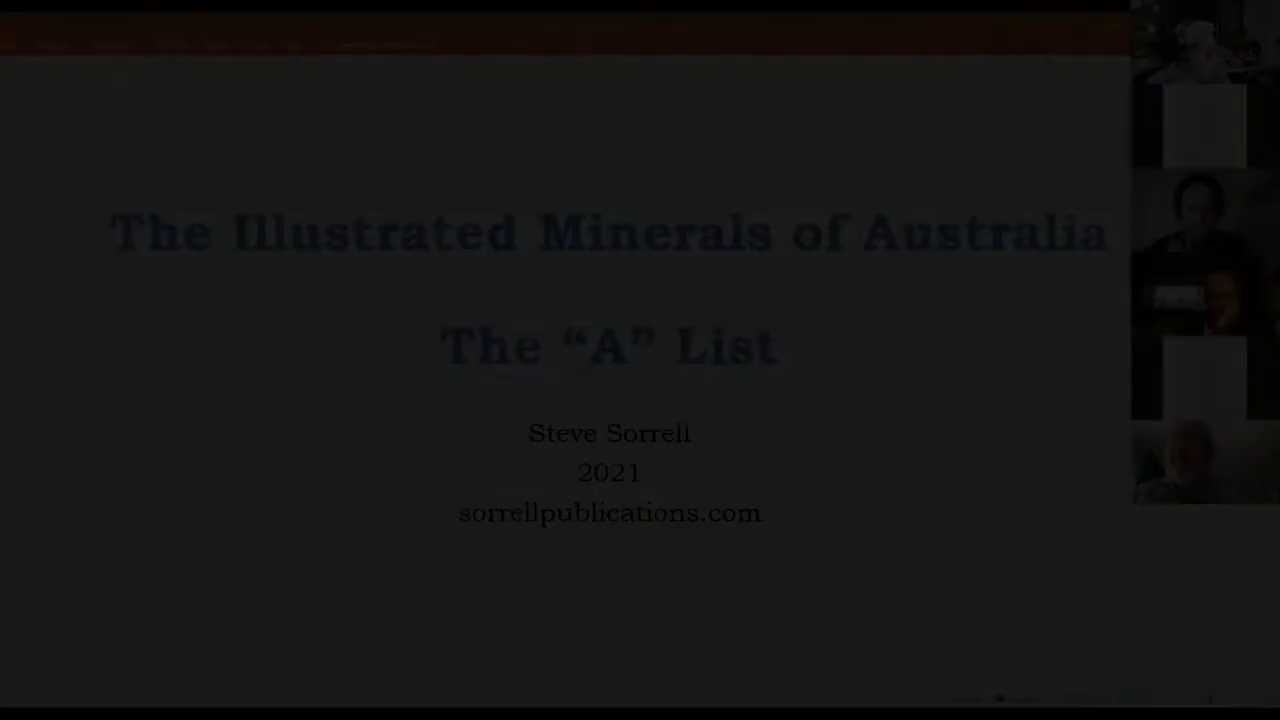 The Illustrated Minerals of Australia
The “A” List
Steve Sorrell
2021
sorrellpublications.com